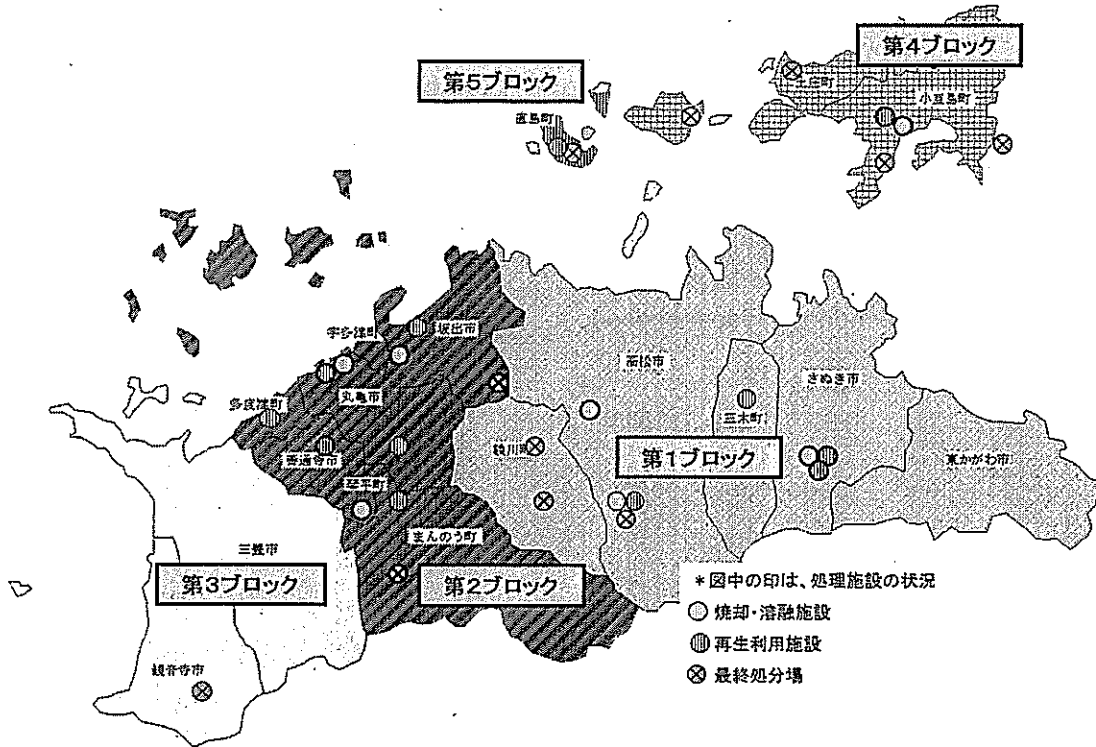 第4ブロック
第5ブロック
土庄町
小豆島町
直島町
宇多津町
坂出市
高松市
さぬき市
丸亀市
多度津町
三木町
善通寺市
綾川町
第1ブロック
東かがわ市
琴平町
まんのう町
三豊市
第3ブロック
第2ブロック
*図中の印は、処理施設の状況
焼却・溶融施設
再生利用施設
最終処分場
観音寺市